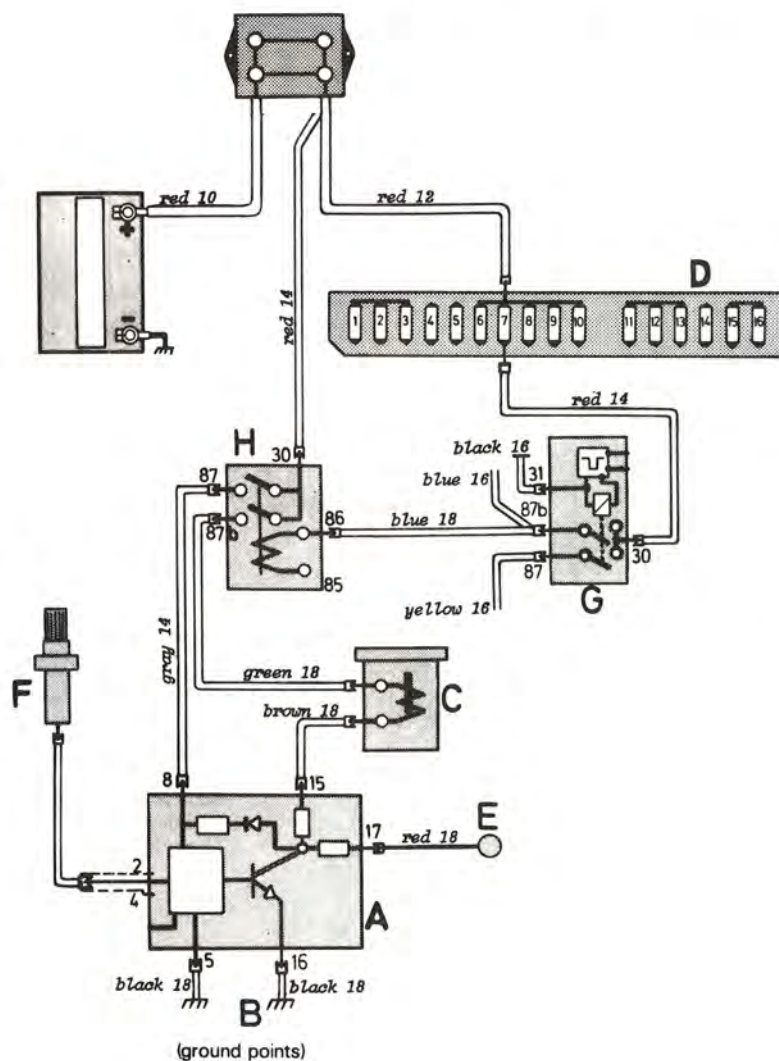 red 10
red 12
+
-
red 14
D
1 2 3 4 5 6 7 8 9 10 11 12 13 14 15 16
red 14
H
30
black 16
31
87
blue 16
87b
86
blue 18
87b
30
85
87
G
yellow 16
gray 14
F
green 18
C
brown 18
8
15
17
red 18
E
2
4
A
5
16
black 18
B
black 18
(ground points)